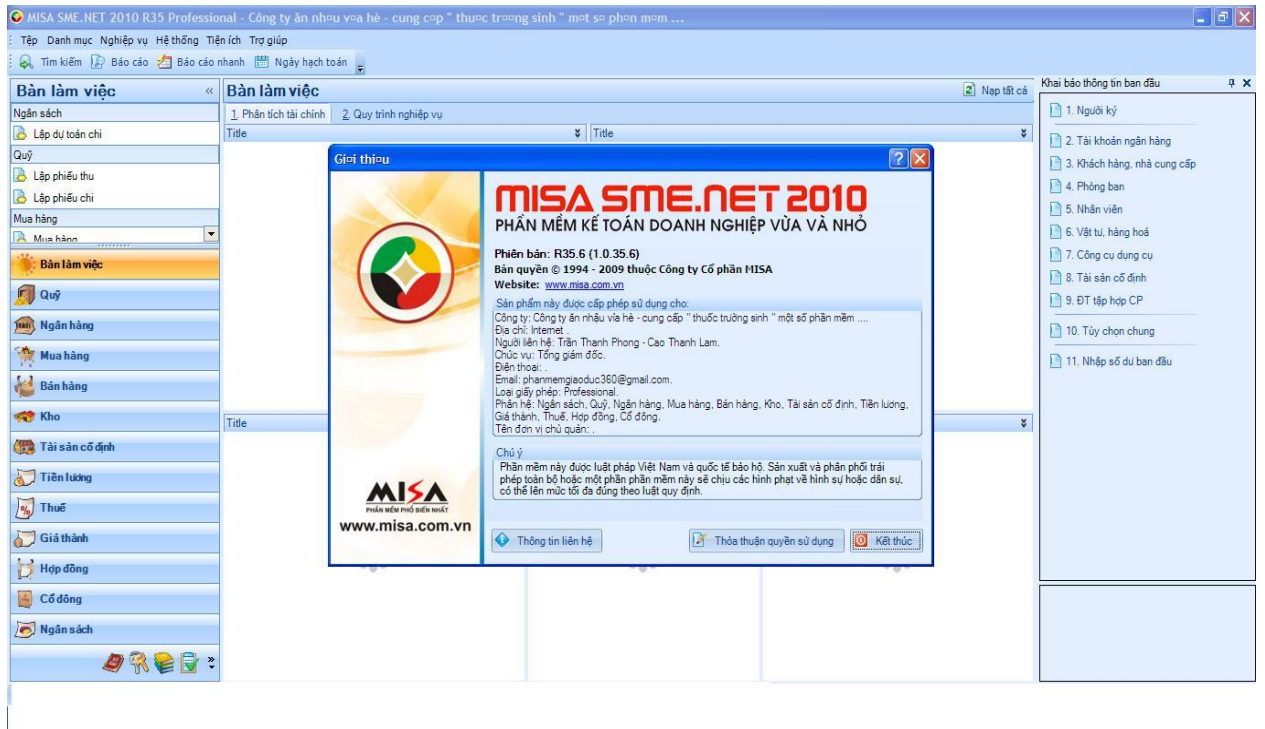 MISA SME.NET 2010 R35 Professional - Công ty ăn nh¤u v¤a hè - cung c¤p " thu¤c tr¤¤ng sinh " m¤t s¤ ph¤n m¤m ...
Tệp Danh mục Nghiệp vụ Hệ thống Tiện ích Trợ giúp
Tìm kiếm Báo cáo Báo cáo nhanh Ngày hạch toán
Bàn làm việc «
Ngân sách
Lập dự toán chi
Quỹ
Lập phiếu thu
Lập phiếu chi
Mua hàng
Mua hàng
Bàn làm việc
Quỹ
Ngân hàng
Mua hàng
Bán hàng
Kho
Tài sản cố định
Tiền lương
Thuế
Giá thành
Hợp đồng
Cổ đông
Ngân sách
Bàn làm việc Nạp tất cả
1. Phân tích tài chính 2. Quy trình nghiệp vụ
Title Title
Title
Gi¤i thi¤u
MISA SME.NET 2010
PHẦN MỀM KẾ TOÁN DOANH NGHIỆP VỪA VÀ NHỎ
Phiên bản: R35.6 (1.0.35.6)
Bản quyền © 1994 - 2009 thuộc Công ty Cổ phần MISA
Website: www.misa.com.vn
Sản phẩm này được cấp phép sử dụng cho:
Công ty: Công ty ăn nhậu vỉa hè - cung cấp " thuốc trường sinh " một số phần mềm ....
Địa chỉ: Internet .
Người liên hệ: Trần Thanh Phong - Cao Thanh Lam.
Chức vụ: Tổng giám đốc.
Điện thoại: .
Email: phanmemgiaoduc360@gmail.com.
Loại giấy phép: Professional.
Phân hệ: Ngân sách, Quỹ, Ngân hàng, Mua hàng, Bán hàng, Kho, Tài sản cố định, Tiền lương,
Giá thành, Thuế, Hợp đồng, Cổ đông.
Tên đơn vị chủ quản: .
Chú ý
Phần mềm này được luật pháp Việt Nam và quốc tế bảo hộ. Sản xuất và phân phối trái
phép toàn bộ hoặc một phần phần mềm này sẽ chịu các hình phạt về hình sự hoặc dân sự,
có thể lên mức tối đa đúng theo luật quy định.
MISA
PHẦN MỀM PHỔ BIẾN NHẤT
www.misa.com.vn
Thông tin liên hệ Thỏa thuận quyền sử dụng Kết thúc
Khai báo thông tin ban đầu
1. Người ký
2. Tài khoản ngân hàng
3. Khách hàng, nhà cung cấp
4. Phòng ban
5. Nhân viên
6. Vật tư, hàng hoá
7. Công cụ dụng cụ
8. Tài sản cố định
9. ĐT tập hợp CP
10. Tùy chọn chung
11. Nhập số dư ban đầu